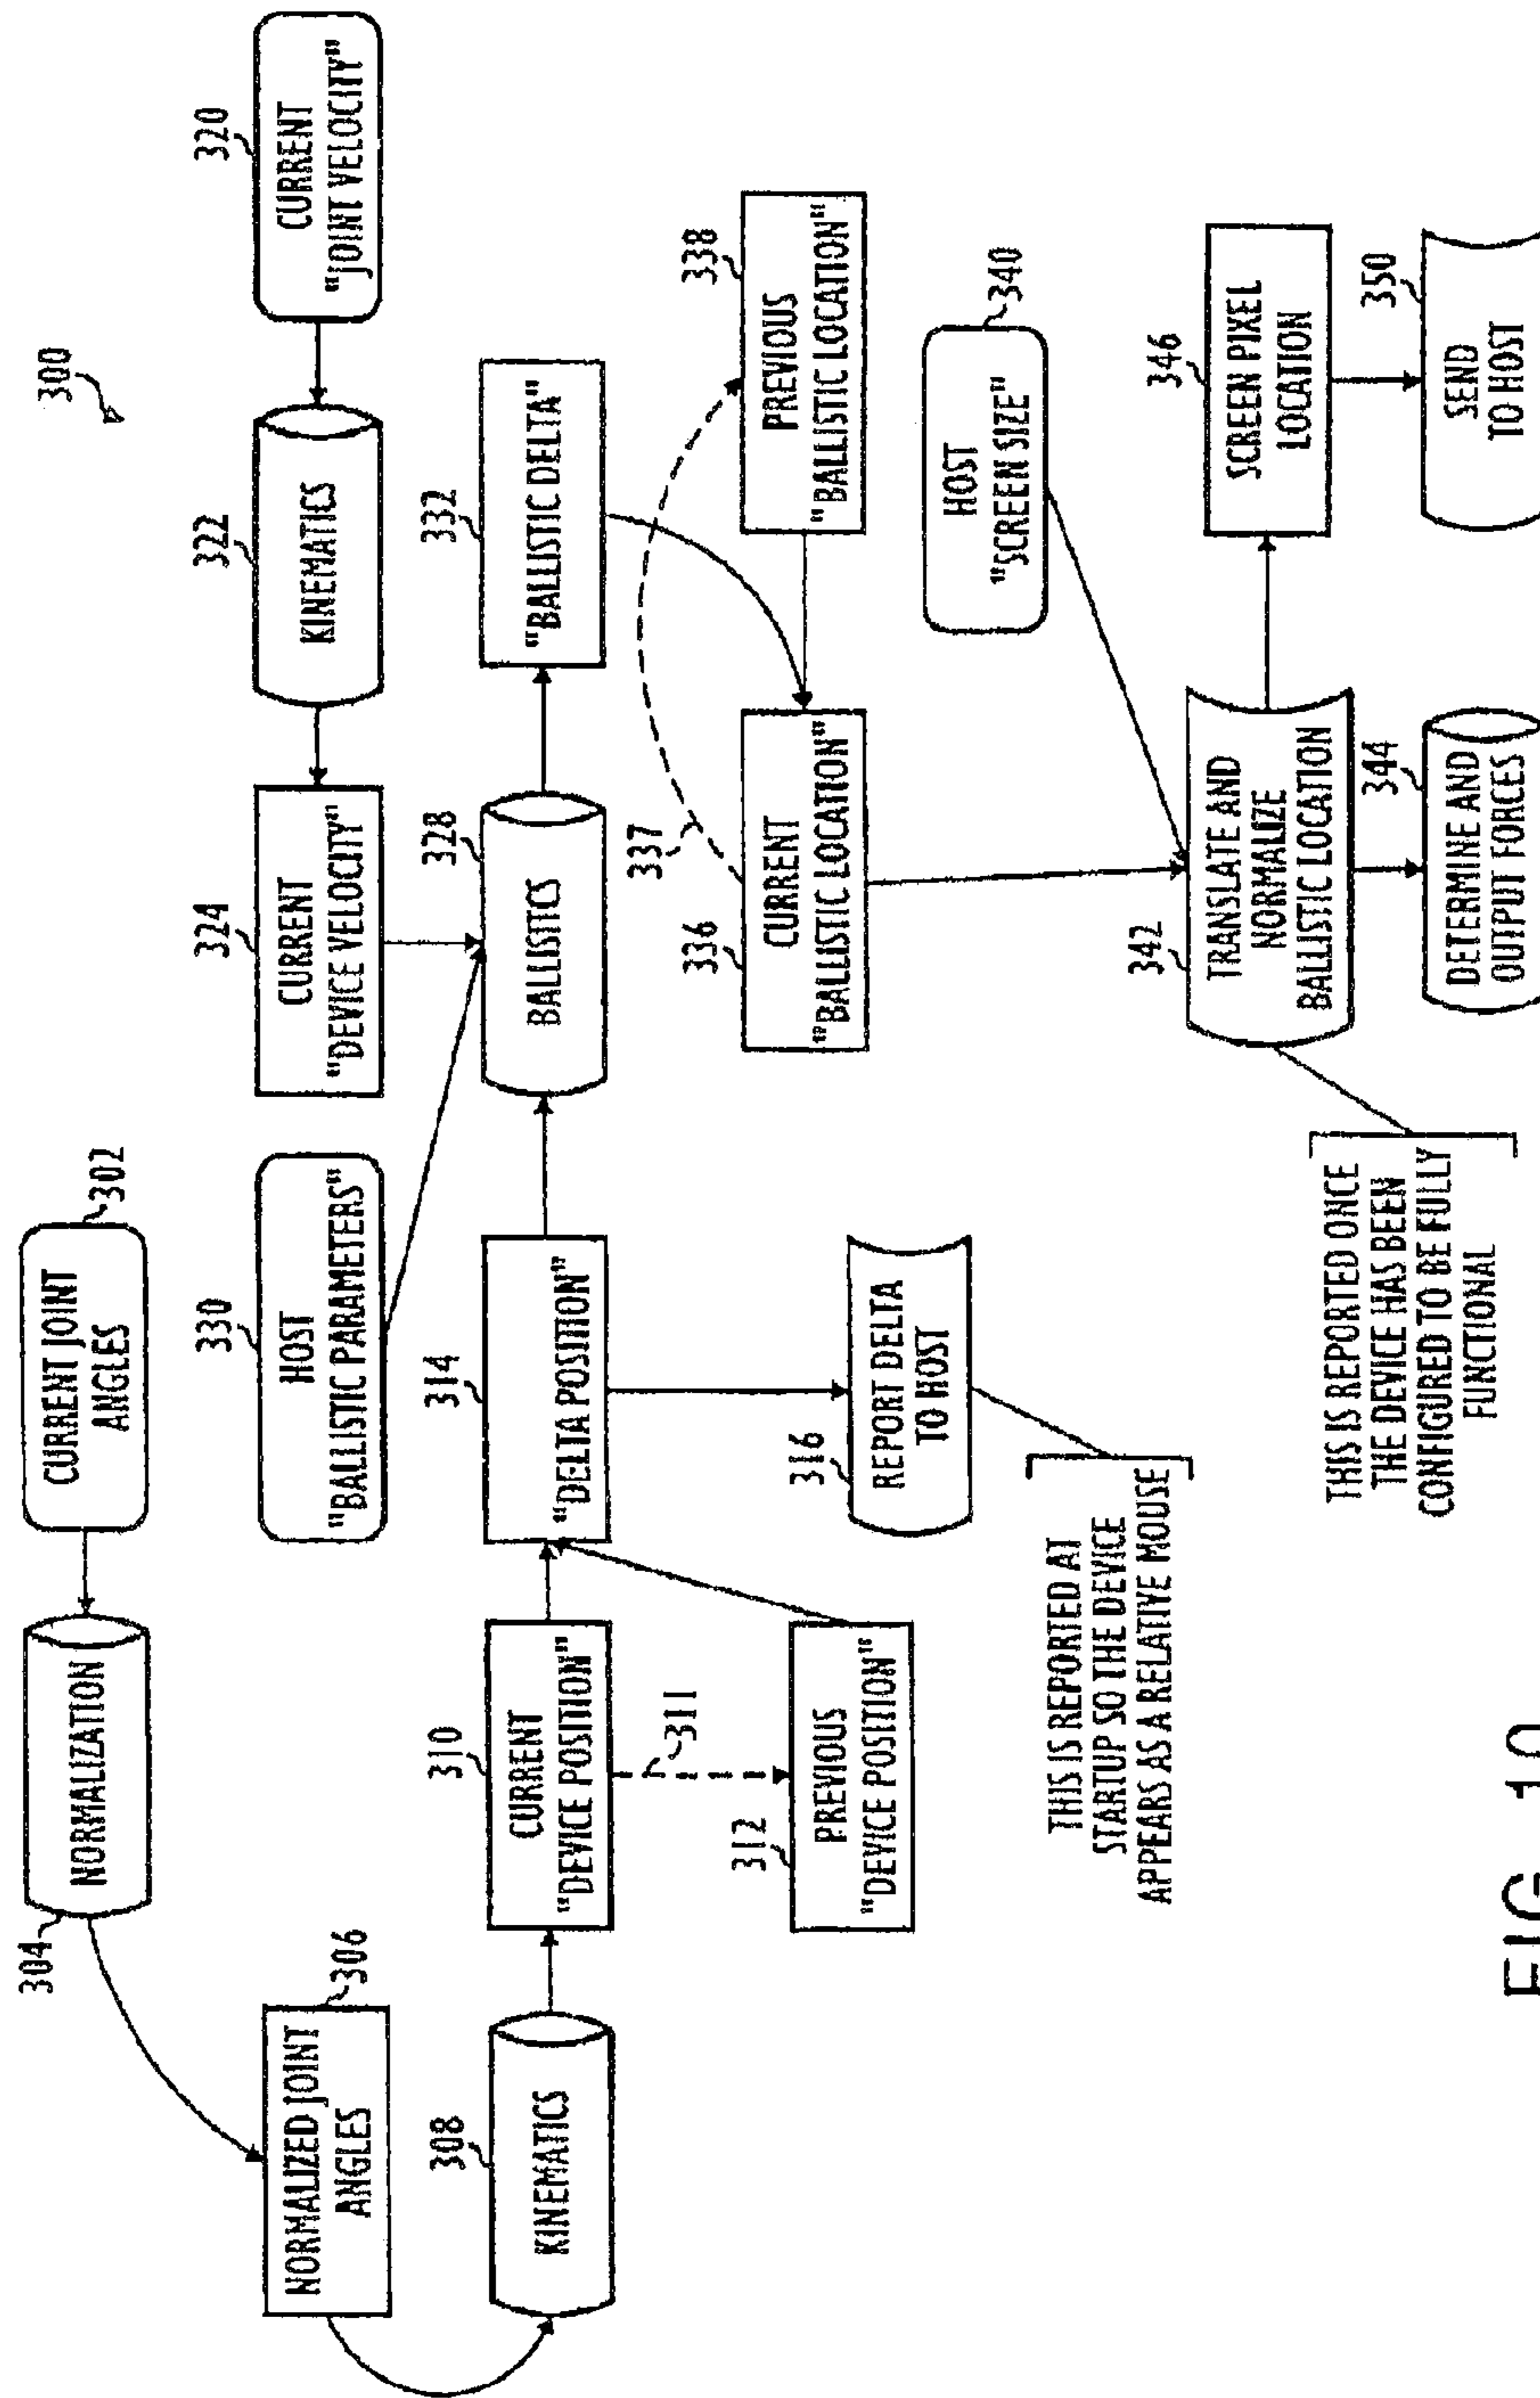 300
302
CURRENT JOINT
ANGLES
304
NORMALIZATION
306
NORMALIZED JOINT
ANGLES
330
HOST
"BALLISTIC PARAMETERS"
324
CURRENT
"DEVICE VELOCITY"
322
KINEMATICS
320
CURRENT
"JOINT VELOCITY"
308
KINEMATICS
310
CURRENT
"DEVICE POSITION"
314
"DELTA POSITION"
328
BALLISTICS
332
"BALLISTIC DELTA"
311
312
PREVIOUS
"DEVICE POSITION"
316
REPORT DELTA
TO HOST
337
336
CURRENT
"BALLISTIC LOCATION"
338
PREVIOUS
"BALLISTIC LOCATION"
THIS IS REPORTED AT
STARTUP SO THE DEVICE
APPEARS AS A RELATIVE MOUSE
340
HOST
"SCREEN SIZE"
342
TRANSLATE AND
NORMALIZE
BALLISTIC LOCATION
346
SCREEN PIXEL
LOCATION
THIS IS REPORTED ONCE
THE DEVICE HAS BEEN
CONFIGURED TO BE FULLY
FUNCTIONAL
344
DETERMINE AND
OUTPUT FORCES
350
SEND
TO HOST
FIG. 10